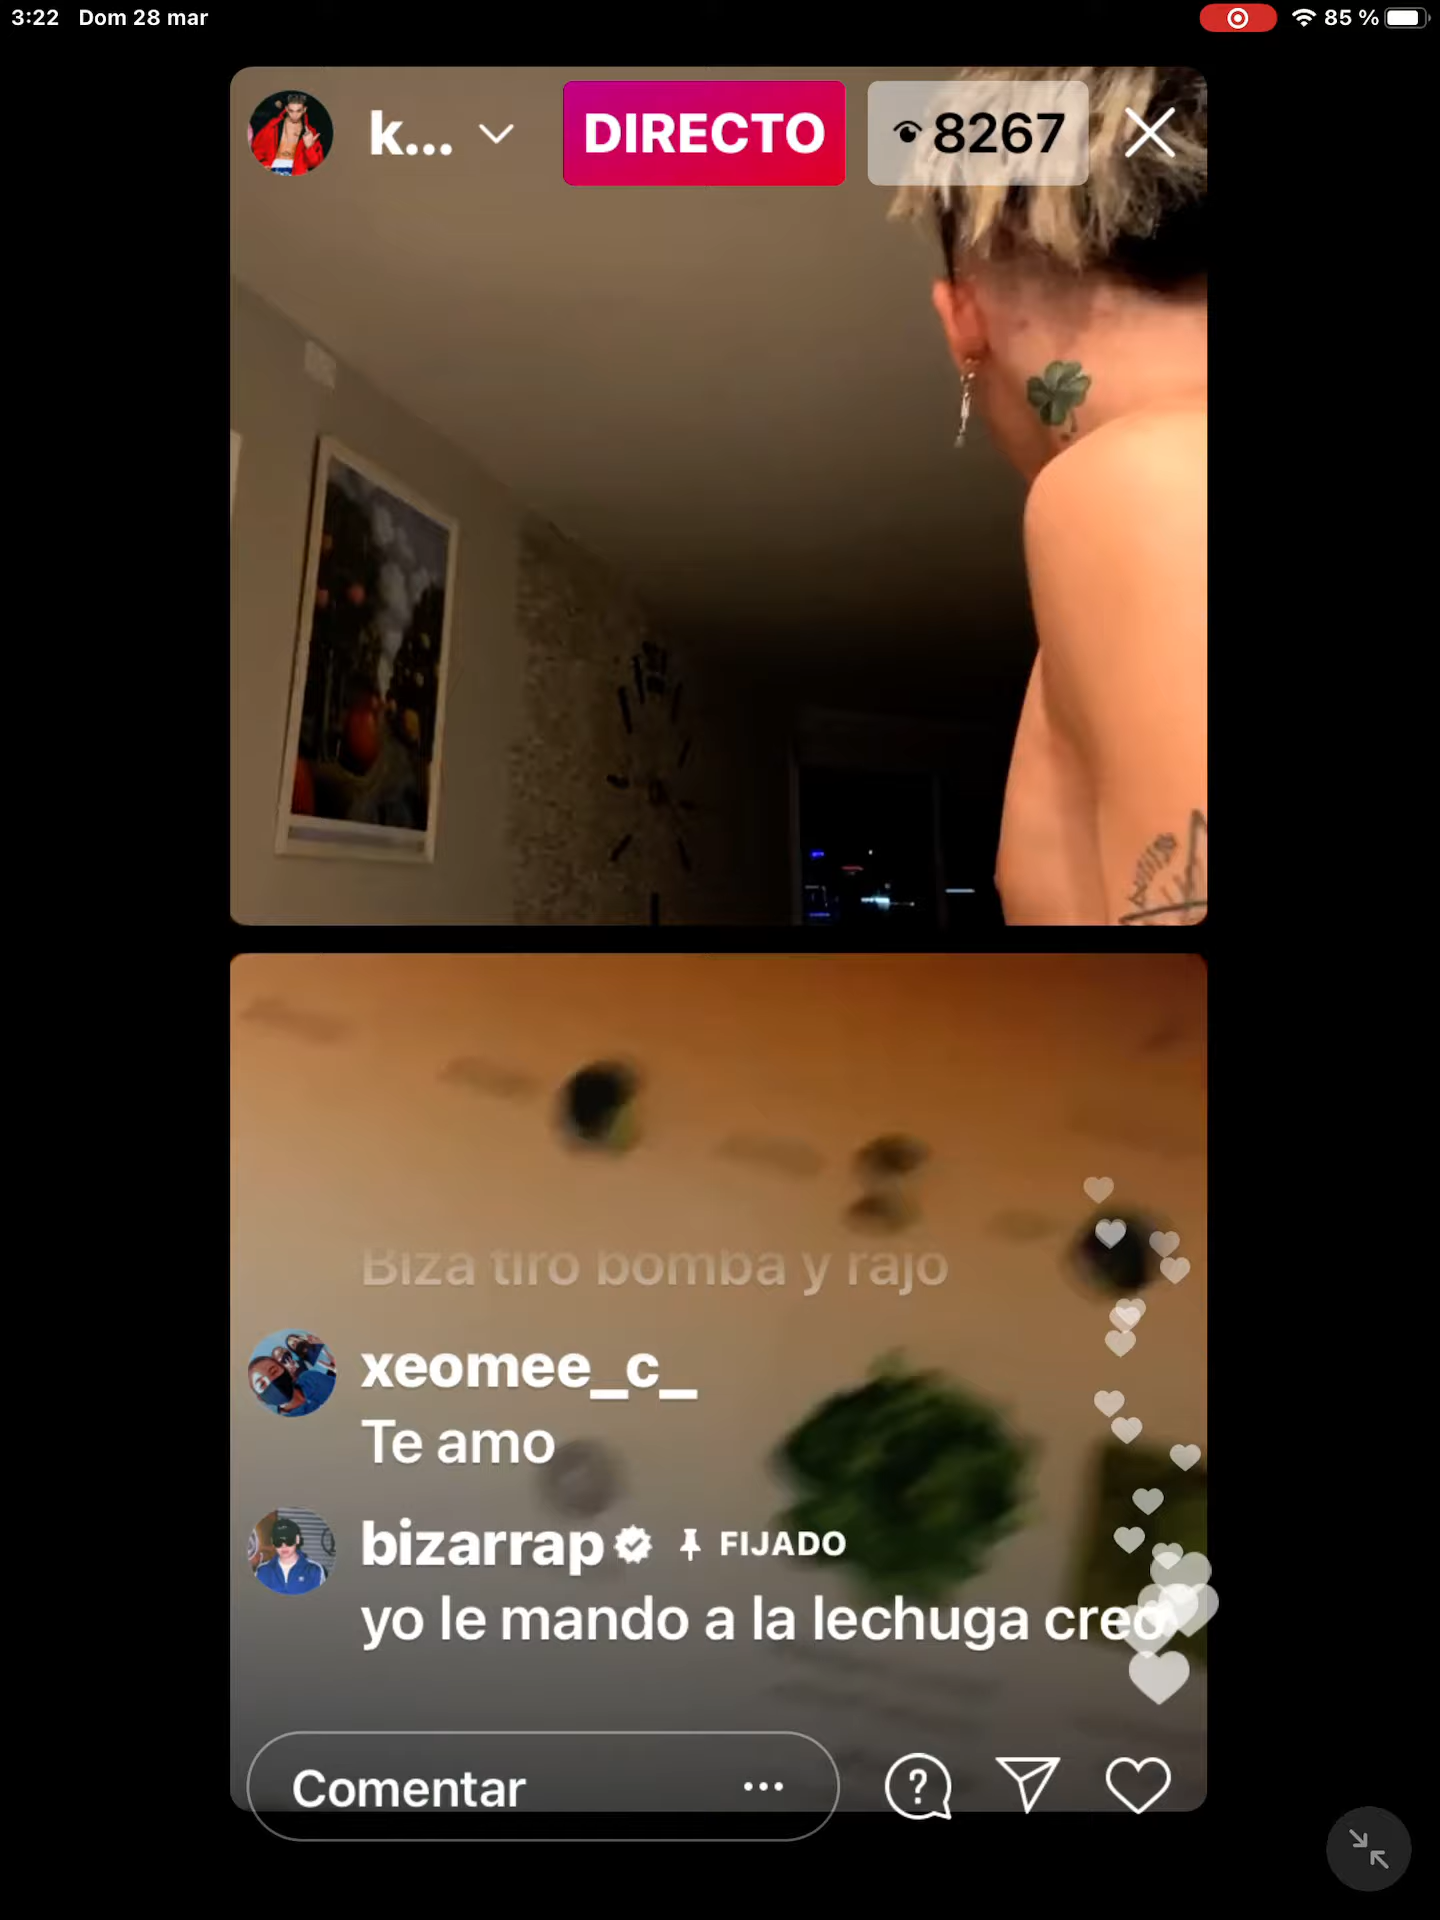 3:22 Dom 28 mar 85 %
k... DIRECTO 8267
Biza tiro bomba y rajo
xeomee_c_
Te amo
bizarrap FIJADO
yo le mando a la lechuga creo
Comentar ...